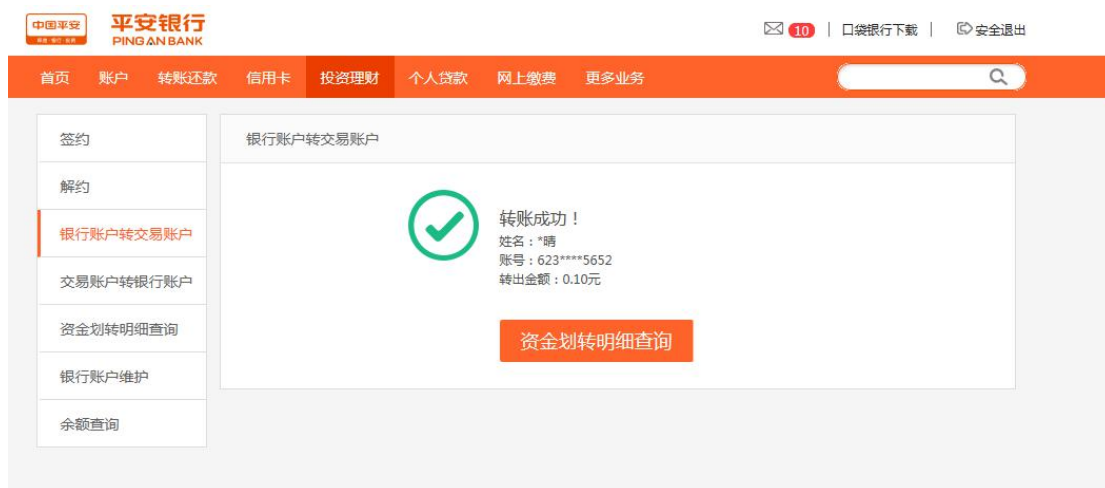 中国平安
平安银行
PING AN BANK
10 | 口袋银行下载 | 安全退出
首页 账户 转账还款 信用卡 投资理财 个人贷款 网上缴费 更多业务
签约
解约
银行账户转交易账户
交易账户转银行账户
资金划转明细查询
银行账户维护
余额查询
银行账户转交易账户
转账成功！
姓名：*晴
账号：623****5652
转出金额：0.10元
资金划转明细查询